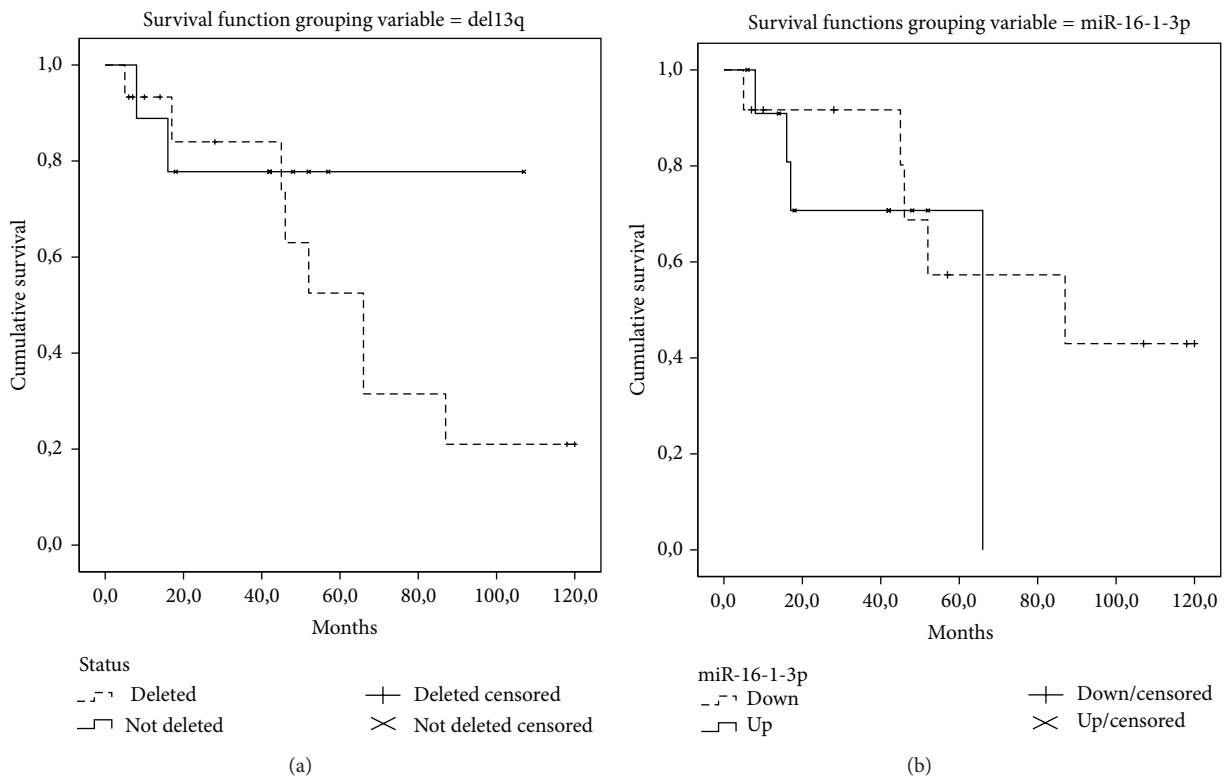 Survival function grouping variable = del13q
1,0
0,8
0,6
0,4
0,2
0,0
Cumulative survival
0,0 20,0 40,0 60,0 80,0 100,0 120,0
Months
Status
Deleted
Not deleted
Deleted censored
Not deleted censored
(a)
Survival functions grouping variable = miR-16-1-3p
1,0
0,8
0,6
0,4
0,2
0,0
Cumulative survival
0,0 20,0 40,0 60,0 80,0 100,0 120,0
Months
miR-16-1-3p
Down
Up
Down/censored
Up/censored
(b)